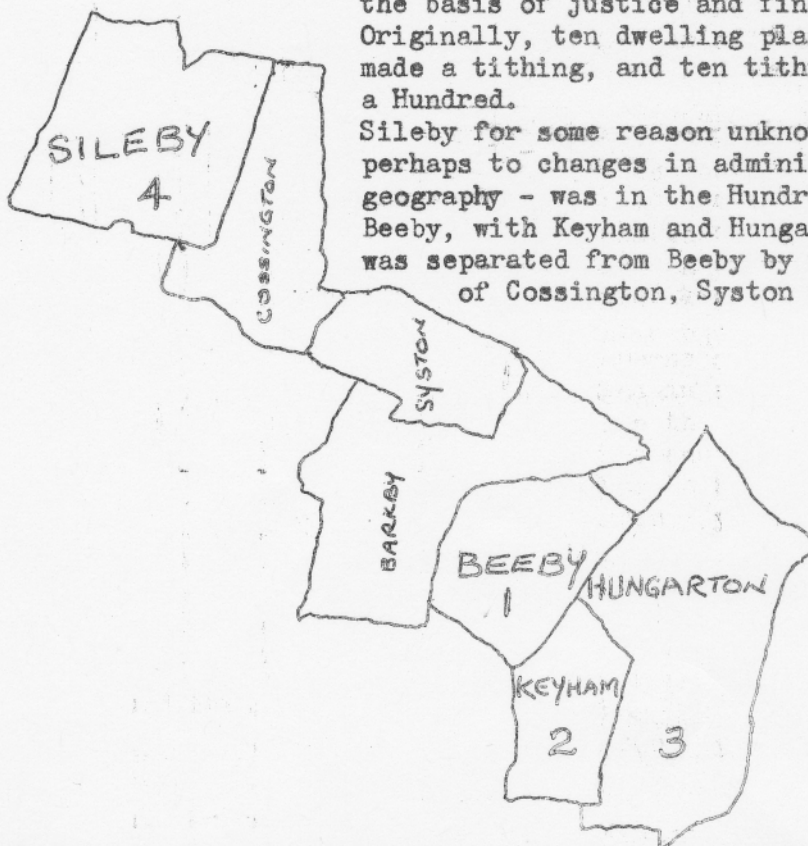 the basis of justice and fin
Originally, ten dwelling pla
made a tithing, and ten tith
a Hundred.
Sileby for some reason unkno
perhaps to changes in admini
geography - was in the Hundr
Beeby, with Keyham and Hunga
was separated from Beeby by
of Cossington, Syston
SILEBY
4
COSSINGTON
SYSTON
BARKBY
BEEBY
1
HUNGARTON
KEYHAM
2
3